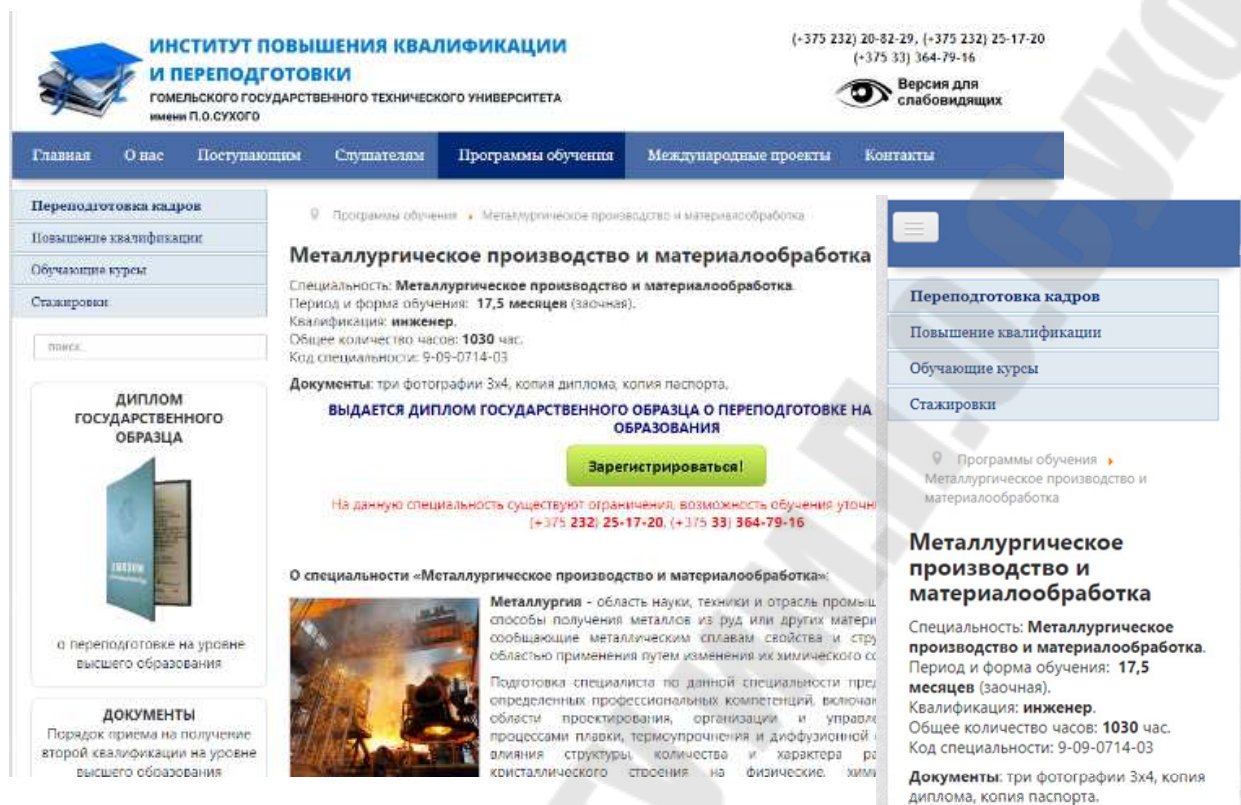 ИНСТИТУТ ПОВЫШЕНИЯ КВАЛИФИКАЦИИ
И ПЕРЕПОДГОТОВКИ
ГОМЕЛЬСКОГО ГОСУДАРСТВЕННОГО ТЕХНИЧЕСКОГО УНИВЕРСИТЕТА
имени П.О.СУХОГО
(+375 232) 20-82-29, (+375 232) 25-17-20
(+375 33) 364-79-16
Версия для
слабовидящих
Главная О нас Поступающим Слушателям Программы обучения Международные проекты Контакты
Переподготовка кадров
Повышение квалификации
Обучающие курсы
Стажировки
поиск...
ДИПЛОМ
ГОСУДАРСТВЕННОГО
ОБРАЗЦА
ДИПЛОМ
о переподготовке на уровне
высшего образования
ДОКУМЕНТЫ
Порядок приема на получение
второй квалификации на уровне
высшего образования
Программы обучения Металлургическое производство и материалообработка
Металлургическое производство и материалообработка
Специальность: Металлургическое производство и материалообработка.
Период и форма обучения: 17,5 месяцев (заочная).
Квалификация: инженер.
Общее количество часов: 1030 час.
Код специальности: 9-09-0714-03
Документы: три фотографии 3х4, копия диплома, копия паспорта.
ВЫДАЕТСЯ ДИПЛОМ ГОСУДАРСТВЕННОГО ОБРАЗЦА О ПЕРЕПОДГОТОВКЕ НА
ОБРАЗОВАНИЯ
Зарегистрироваться!
На данную специальность существуют ограничения, возможность обучения уточн
(+375 232) 25-17-20, (+375 33) 364-79-16
О специальности «Металлургическое производство и материалообработка»:
Металлургия - область науки, техники и отрасль промыш
способы получения металлов из руд или других матери
сообщающие металлическим сплавам свойства и стру
областью применения путем изменения их химического со
Подготовка специалиста по данной специальности пред
определенных профессиональных компетенций, включа
области проектирования, организации и управле
процессами плавки, термоупрочнения и диффузионной
влияния структуры, количества и характера ра
кристаллического строения на физические, хими
Переподготовка кадров
Повышение квалификации
Обучающие курсы
Стажировки
Программы обучения
Металлургическое производство и
материалообработка
Металлургическое
производство и
материалообработка
Специальность: Металлургическое
производство и материалообработка.
Период и форма обучения: 17,5
месяцев (заочная).
Квалификация: инженер.
Общее количество часов: 1030 час.
Код специальности: 9-09-0714-03
Документы: три фотографии 3х4, копия
диплома, копия паспорта.